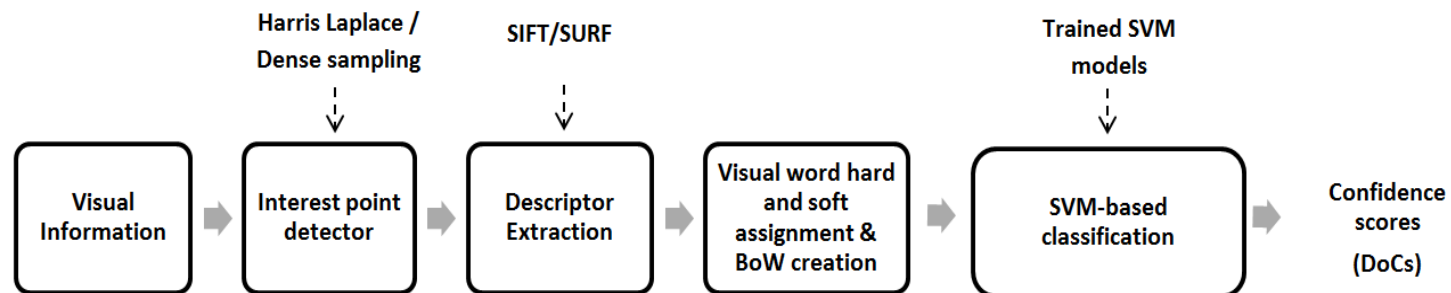 Harris Laplace /
Dense sampling
SIFT/SURF
Trained SVM
models
Visual
Information
Interest point
detector
Descriptor
Extraction
Visual word hard
and soft
assignment &
BoW creation
SVM-based
classification
Confidence
scores
(DoCs)